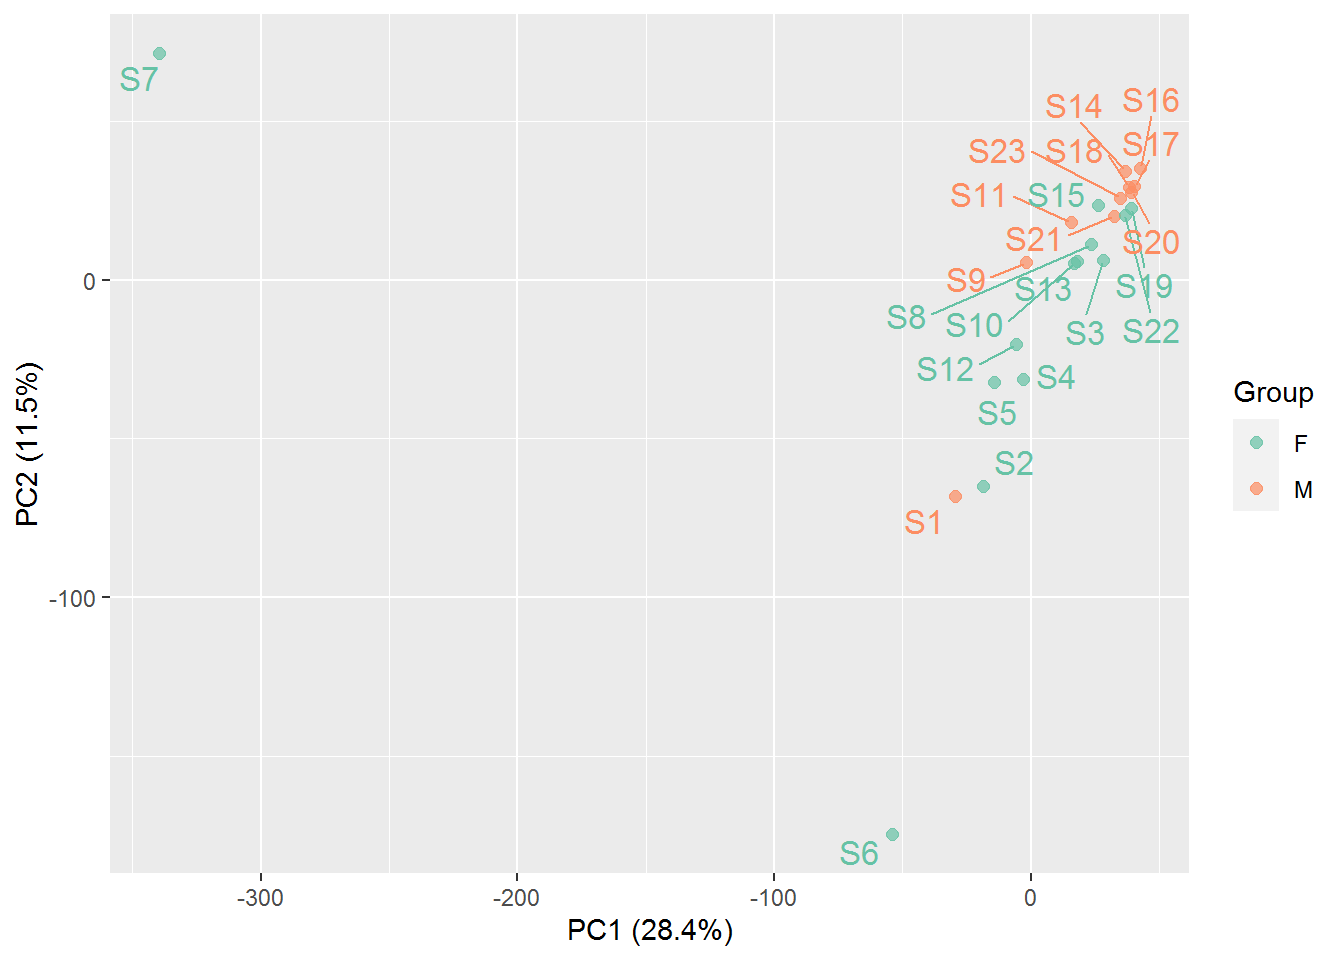 S7
S14
S16
S23
S18
S17
S11
S15
S21
S20
S9
S13
S19
S8
S10
S3
S22
S12
S4
S5
S2
S1
S6
0
-100
-300
-200
-100
0
PC1 (28.4%)
PC2 (11.5%)
Group
F
M